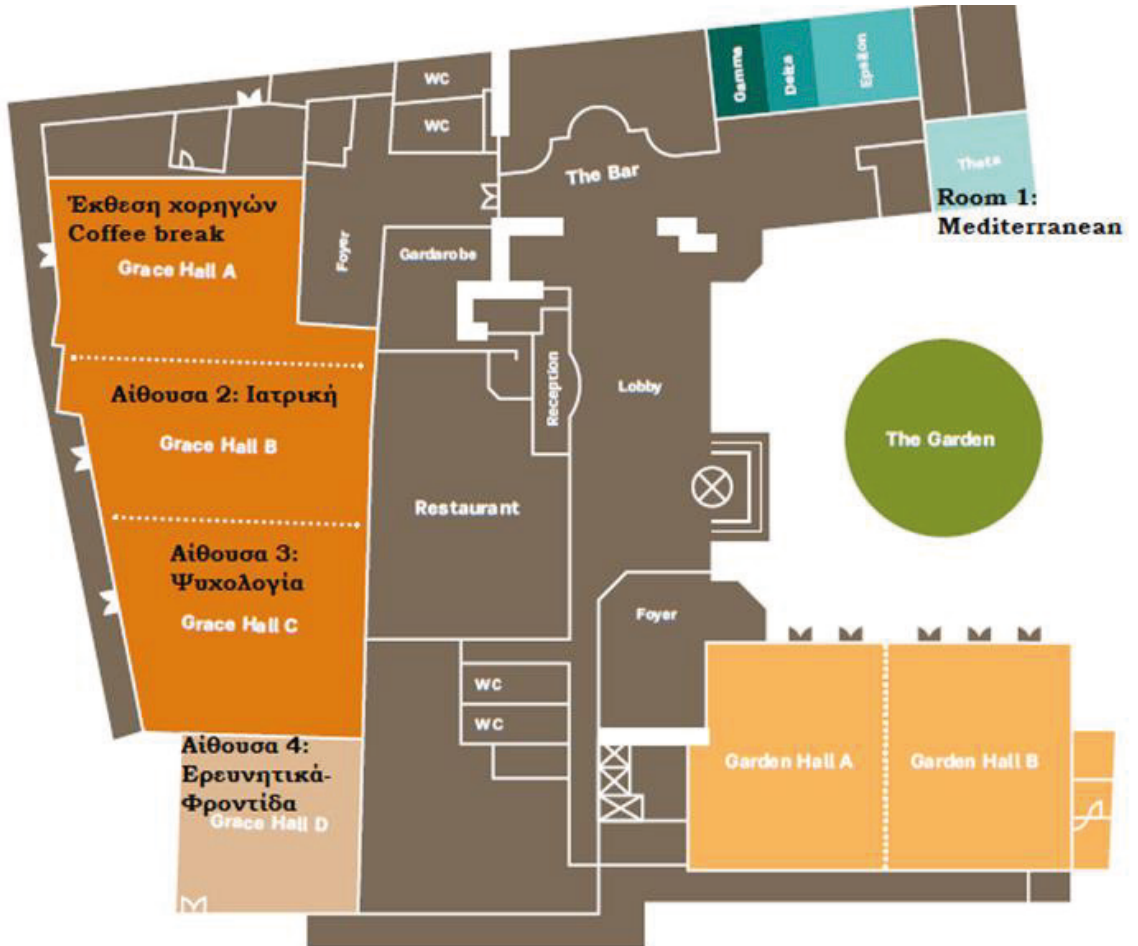 WC
WC
The Bar
Gamma
Delta
Epsilon
Theta
Room 1:
Mediterranean
Έκθεση χορηγών
Coffee break
Grace Hall A
Foyer
Gardarobe
Reception
Lobby
The Garden
Αίθουσα 2: Ιατρική
Grace Hall B
Restaurant
Αίθουσα 3:
Ψυχολογία
Grace Hall C
Foyer
WC
WC
Αίθουσα 4:
Ερευνητικά-
Φροντίδα
Grace Hall D
Garden Hall A
Garden Hall B